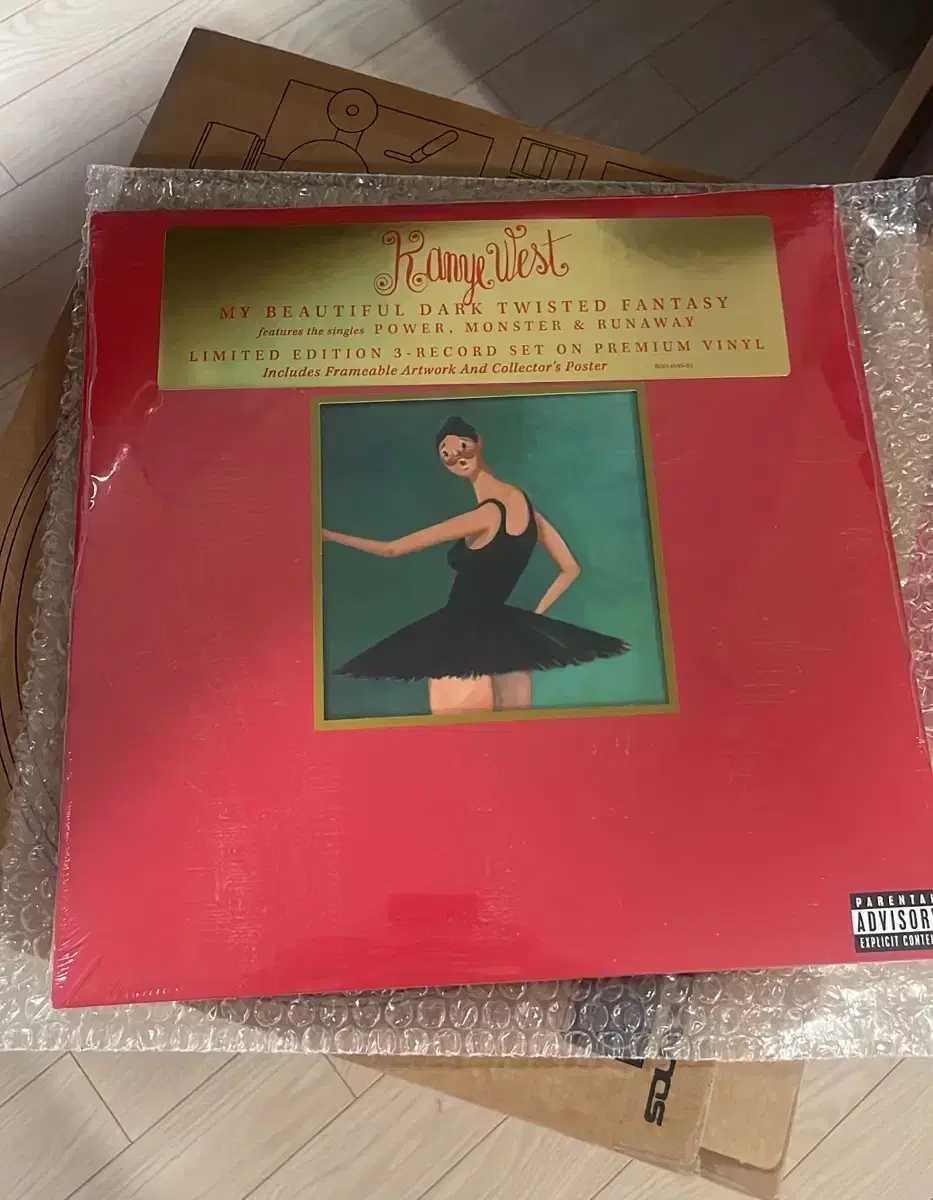 Kanye West
MY BEAUTIFUL DARK TWISTED FANTASY
features the singles POWER, MONSTER & RUNAWAY
LIMITED EDITION 3-RECORD SET ON PREMIUM VINYL
Includes Frameable Artwork And Collector's Poster
PARENTAL
ADVISORY
EXPLICIT CONTE